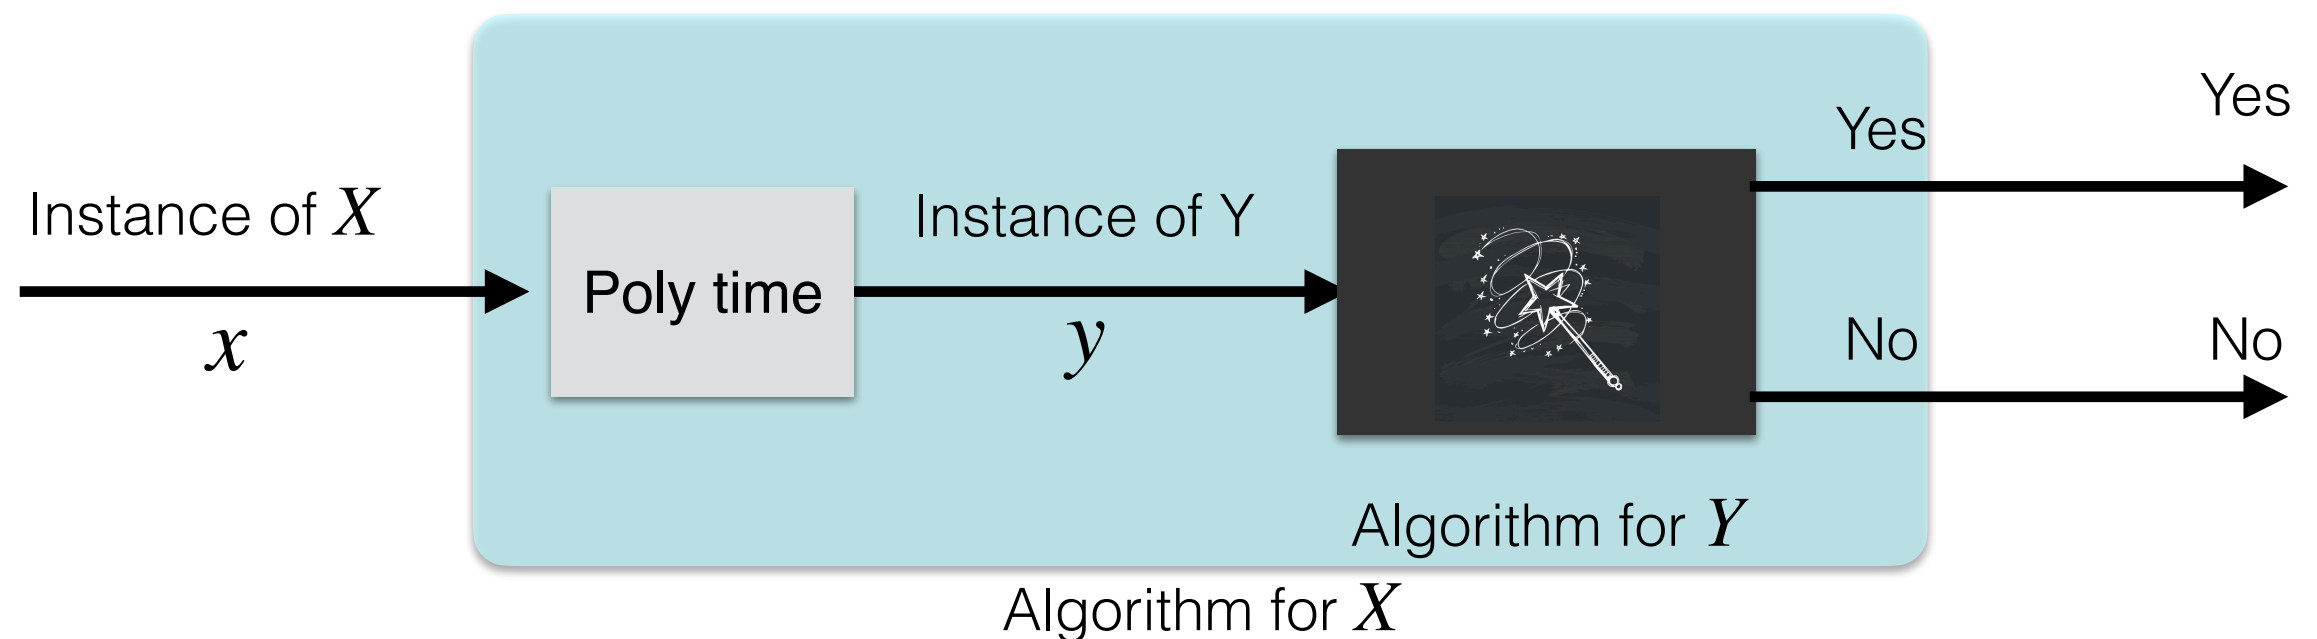 Instance of X
x
Poly time
Instance of Y
y
Yes
No
Yes
No
Algorithm for Y
Algorithm for X